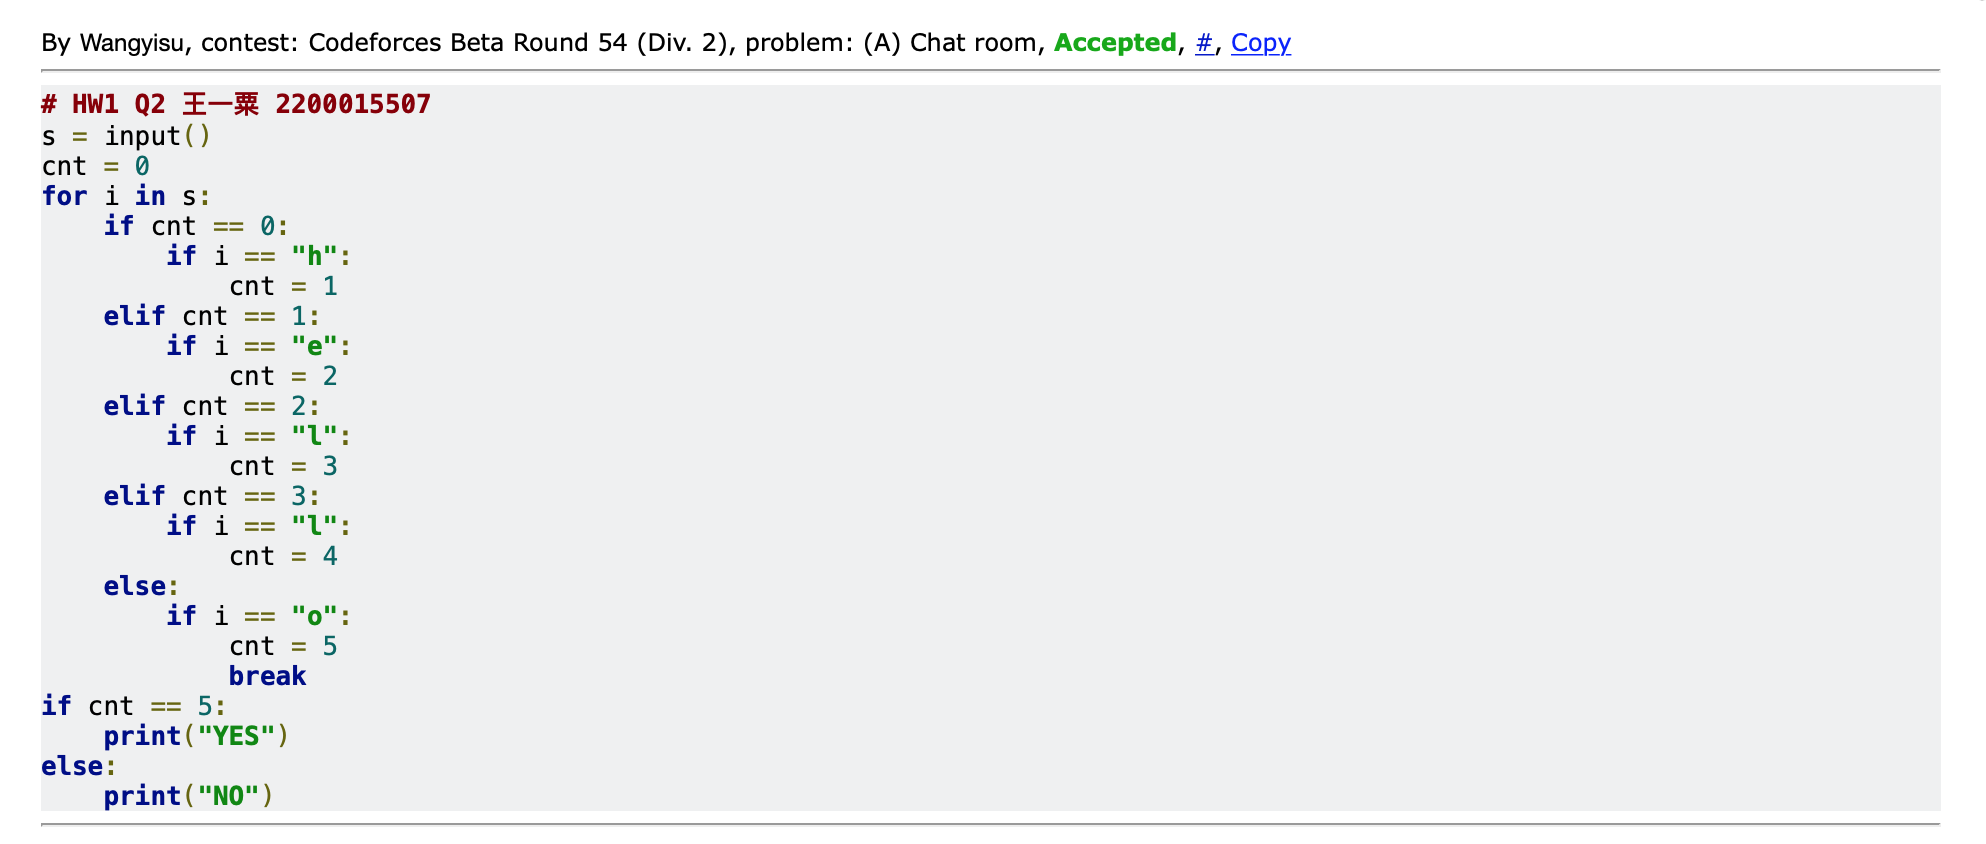 By Wangyisu, contest: Codeforces Beta Round 54 (Div. 2), problem: (A) Chat room, Accepted, #, Copy
# HW1 Q2 王一粟 2200015507
s = input()
cnt = 0
for i in s:
    if cnt == 0:
        if i == "h":
            cnt = 1
    elif cnt == 1:
        if i == "e":
            cnt = 2
    elif cnt == 2:
        if i == "l":
            cnt = 3
    elif cnt == 3:
        if i == "l":
            cnt = 4
    else:
        if i == "o":
            cnt = 5
            break
if cnt == 5:
    print("YES")
else:
    print("NO")